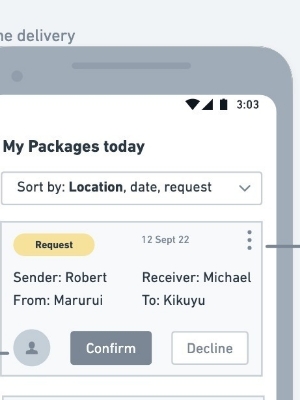 ne delivery
3:03
My Packages today
Sort by: Location, date, request
Request
12 Sept 22
Sender: Robert
Receiver: Michael
From: Marurui
To: Kikuyu
Confirm
Decline